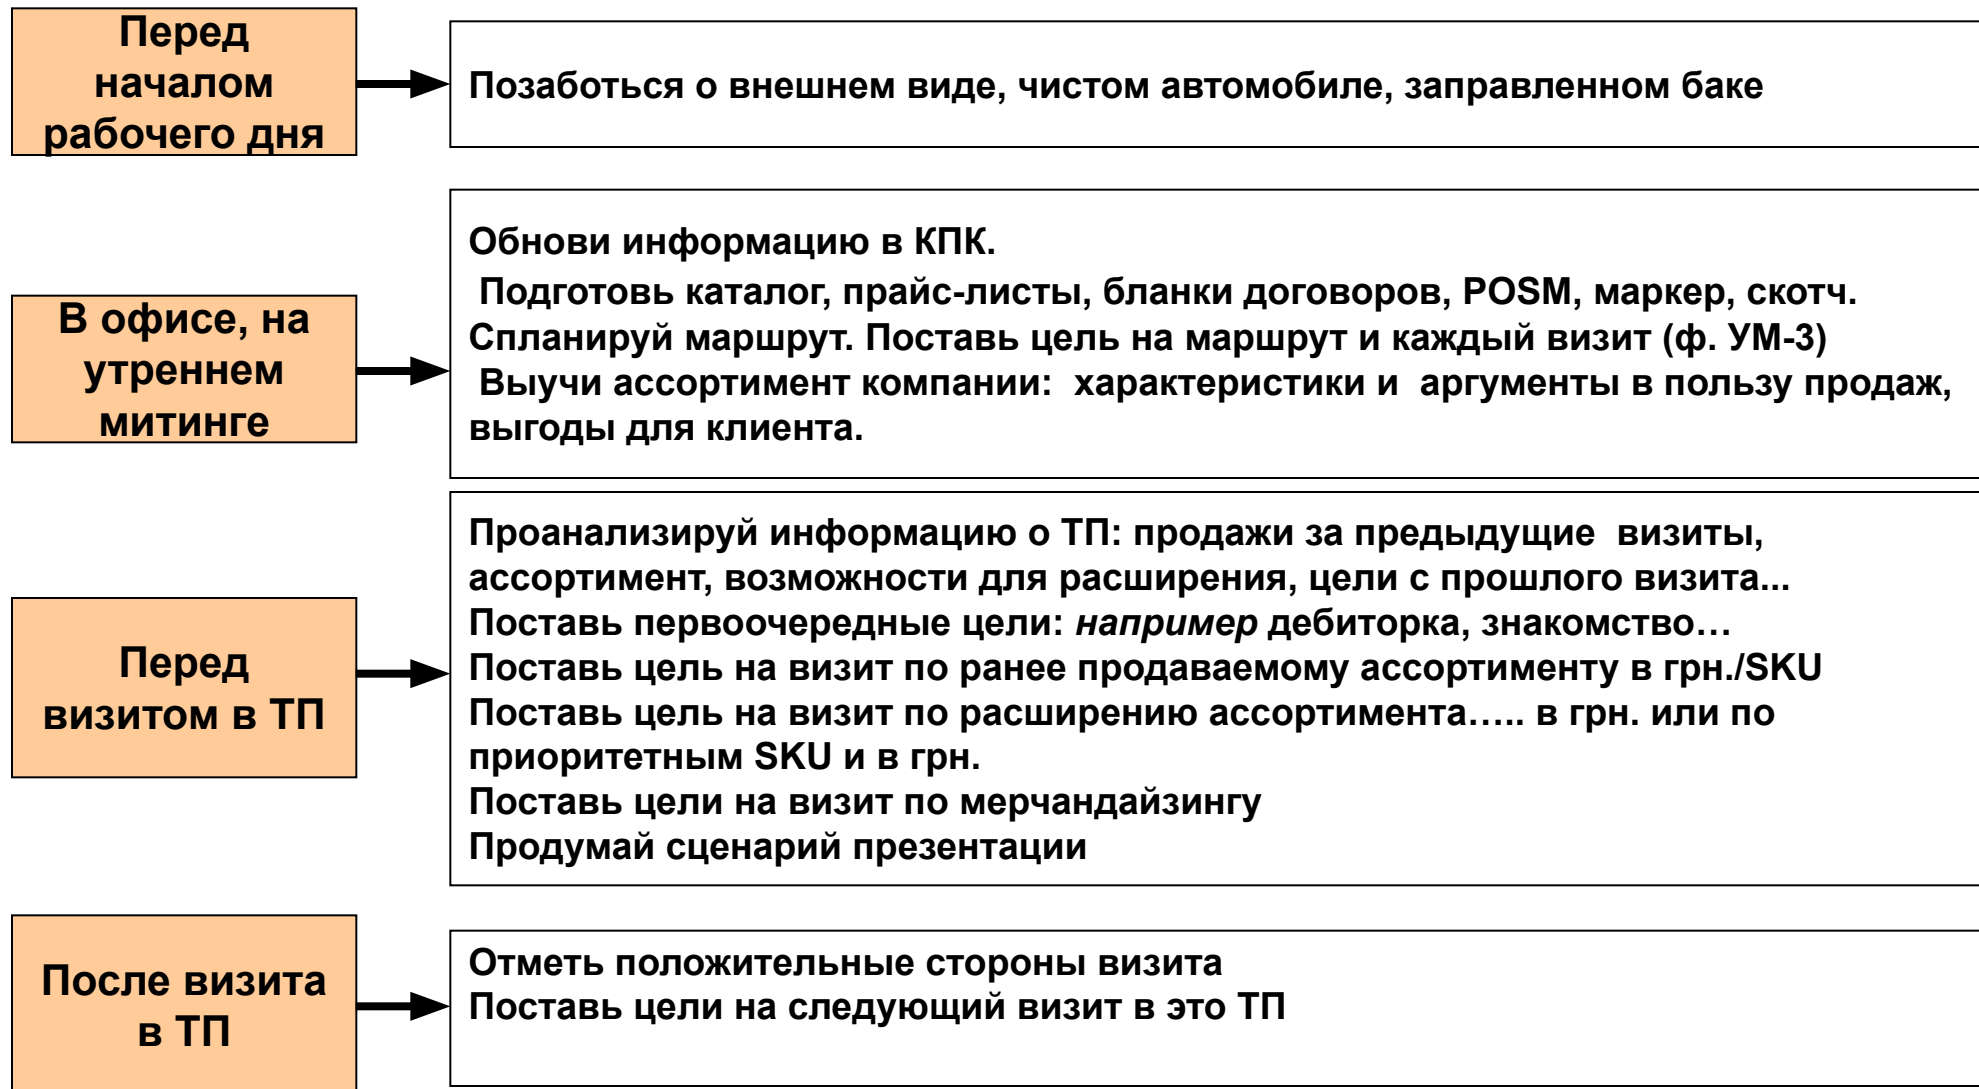 Перед
началом
рабочего дня
Позаботься о внешнем виде, чистом автомобиле, заправленном баке
В офисе, на
утреннем
митинге
Обнови информацию в КПК.
Подготовь каталог, прайс-листы, бланки договоров, POSM, маркер, скотч.
Спланируй маршрут. Поставь цель на маршрут и каждый визит (ф. УМ-3)
Выучи ассортимент компании: характеристики и аргументы в пользу продаж,
выгоды для клиента.
Перед
визитом в ТП
Проанализируй информацию о ТП: продажи за предыдущие визиты,
ассортимент, возможности для расширения, цели с прошлого визита...
Поставь первоочередные цели: например дебиторка, знакомство…
Поставь цель на визит по ранее продаваемому ассортименту в грн./SKU
Поставь цель на визит по расширению ассортимента….. в грн. или по
приоритетным SKU и в грн.
Поставь цели на визит по мерчандайзингу
Продумай сценарий презентации
После визита
в ТП
Отметь положительные стороны визита
Поставь цели на следующий визит в это ТП